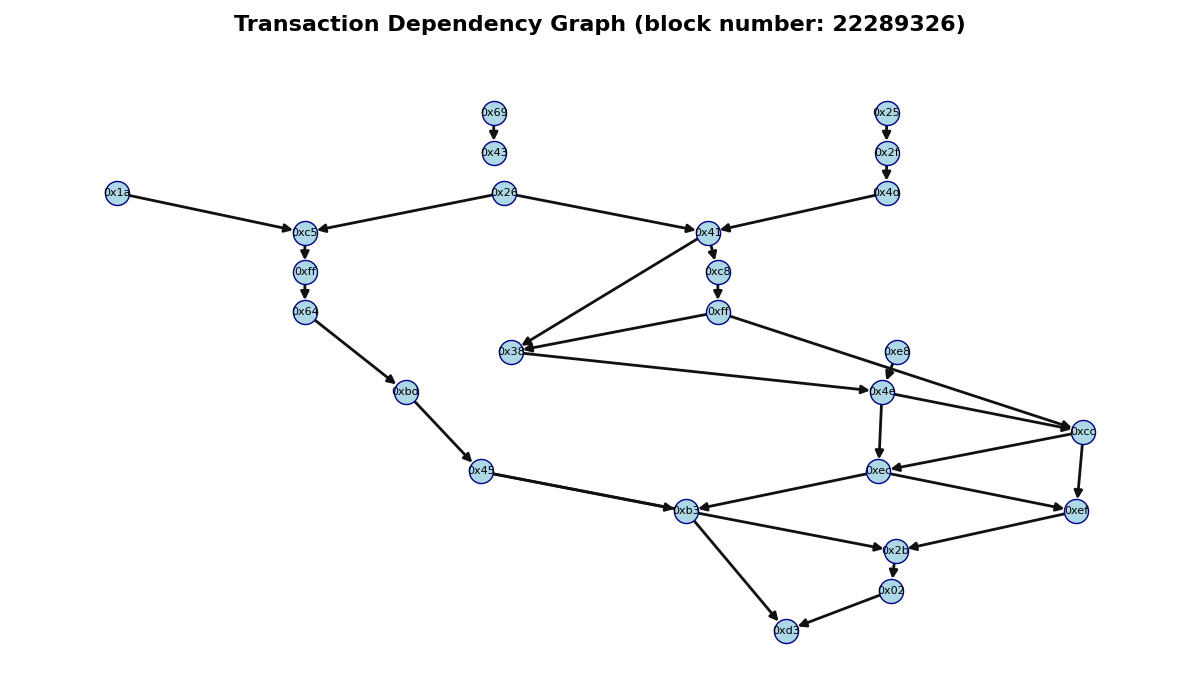 Transaction Dependency Graph (block number: 22289326)
0x69
0x25
0x43
0x2f
0x1a
0x26
0x4d
0xc5
0x41
0xff
0xc8
0x64
0xff
0x38
0xe8
0xbd
0x4e
0xcc
0x45
0xec
0xb3
0xef
0x2b
0x02
0xd3